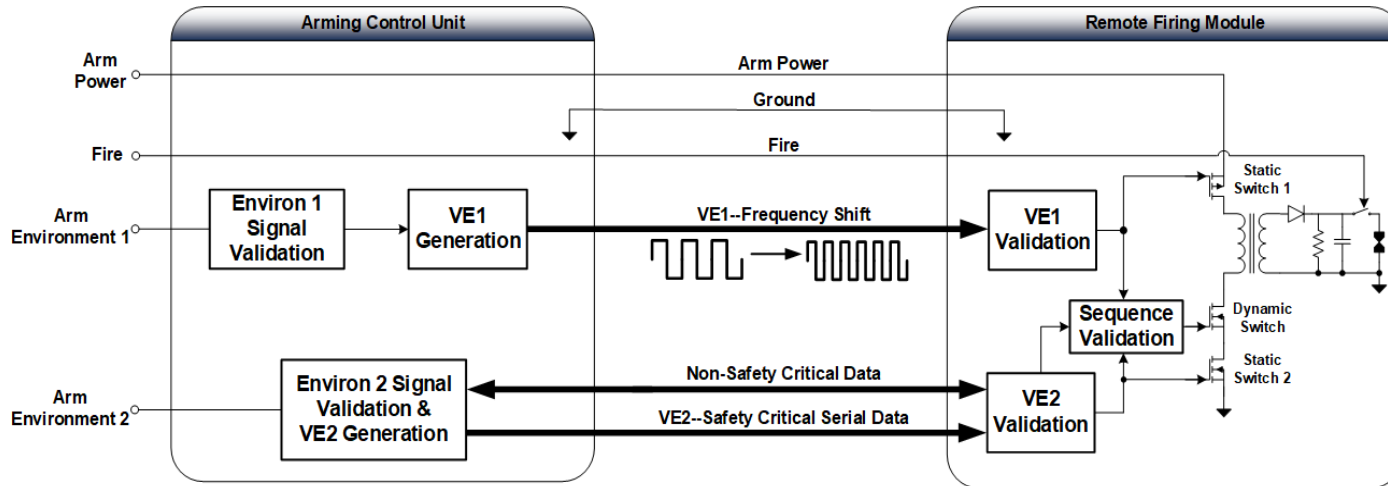 Arming Control Unit
Remote Firing Module
Arm
Power
Arm Power
Ground
Fire
Fire
Static
Switch 1
Arm
Environment 1
Environ 1
Signal
Validation
VE1
Generation
VE1--Frequency Shift
VE1
Validation
Sequence
Validation
Dynamic
Switch
Static
Switch 2
Arm
Environment 2
Environ 2 Signal
Validation &
VE2 Generation
Non-Safety Critical Data
VE2--Safety Critical Serial Data
VE2
Validation